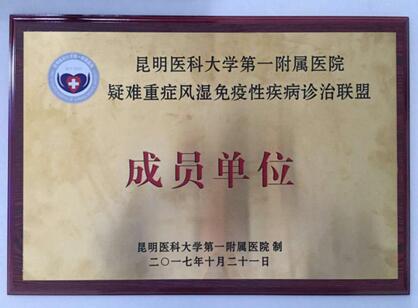 昆明医科大学第一附属医院
疑难重症风湿免疫性疾病诊治联盟
成员单位
昆明医科大学第一附属医院 制
二〇一七年十月二十一日